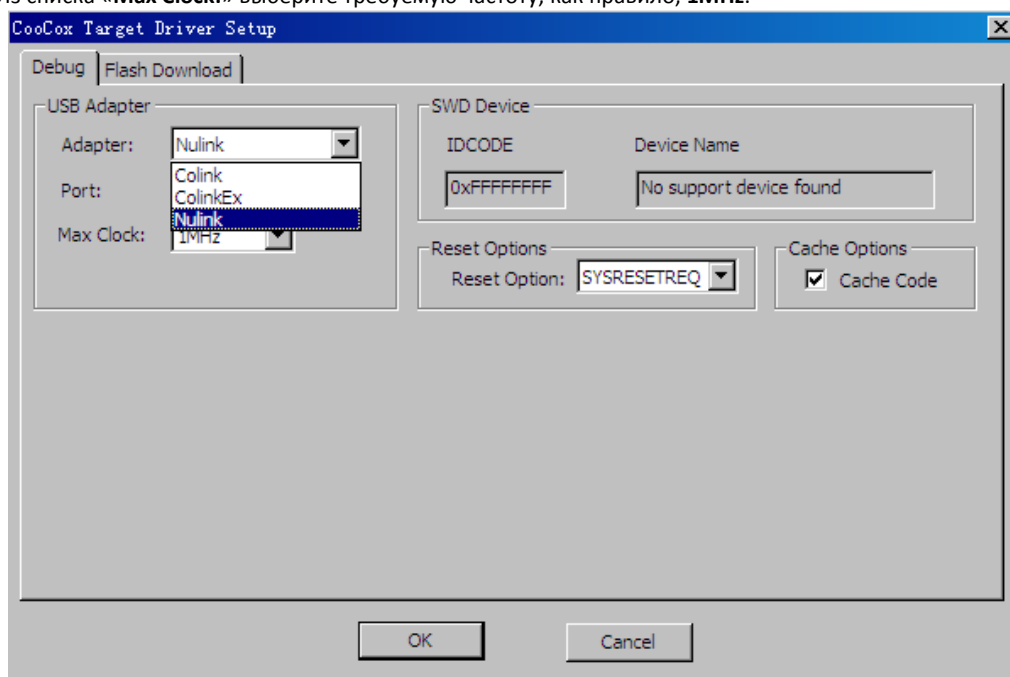 Из списка «Max Clock:» выберите требуемую частоту, как правило, 1MHz.
CooCox Target Driver Setup
Debug
Flash Download
USB Adapter
Adapter:
Nulink
Colink
ColinkEx
Nulink
Port:
Max Clock:
1MHz
SWD Device
IDCODE
Device Name
0xFFFFFFFF
No support device found
Reset Options
Reset Option:
SYSRESETREQ
Cache Options
Cache Code
OK
Cancel